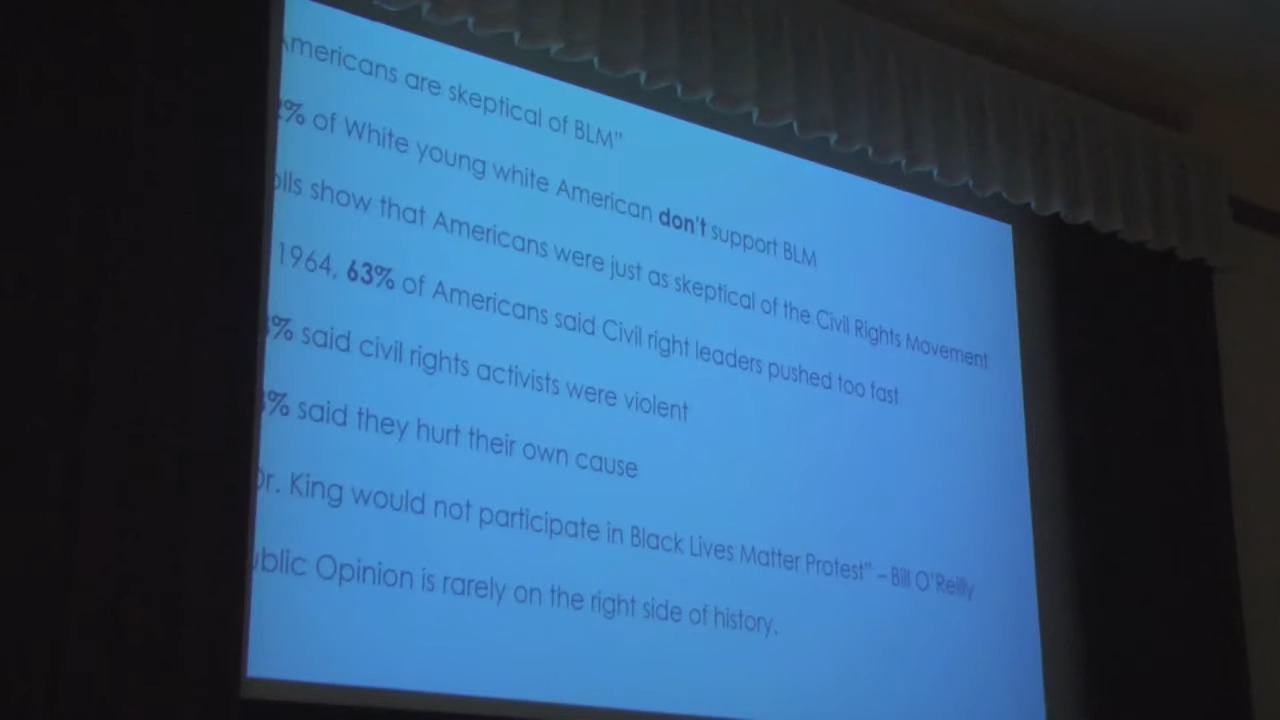 Americans are skeptical of BLM"
% of White young white American don't support BLM
olls show that Americans were just as skeptical of the Civil Rights Movement
1964, 63% of Americans said Civil right leaders pushed too fast
% said civil rights activists were violent
% said they hurt their own cause
Dr. King would not participate in Black Lives Matter Protest" – Bill O'Reilly
ublic Opinion is rarely on the right side of history.